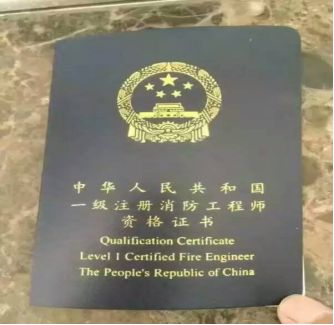 中华人民共和国
一级注册消防工程师
资格证书
Qualification Certificate
Level 1 Certified Fire Engineer
The People's Republic of China